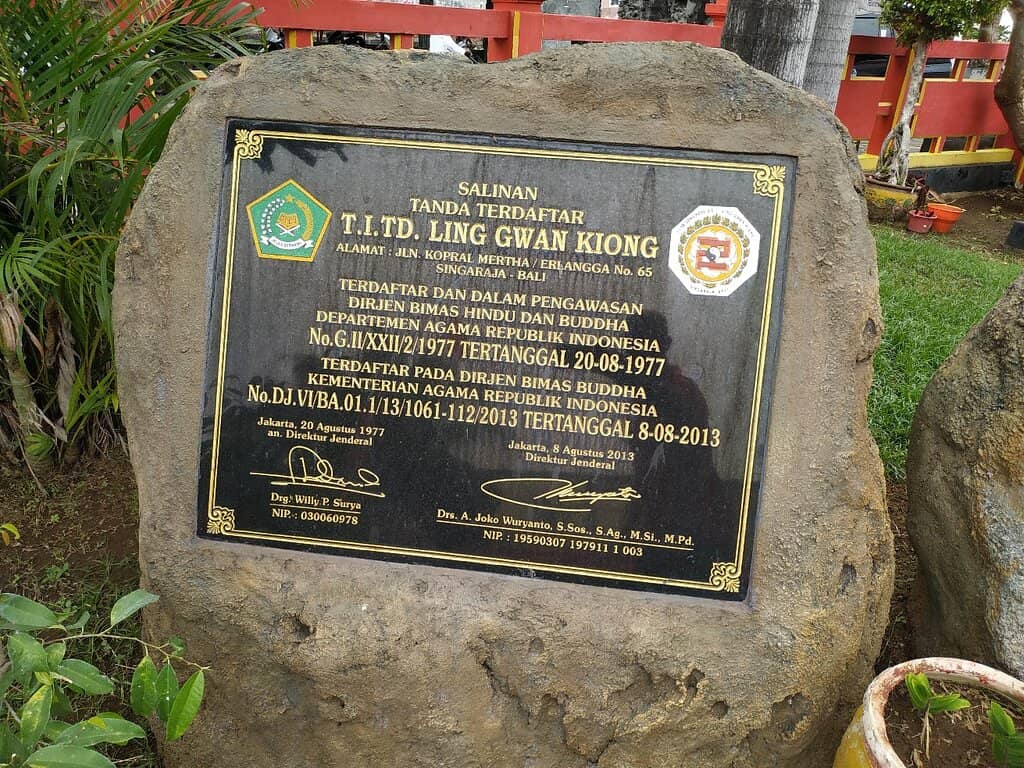 SALINAN
TANDA TERDAFTAR
T.I.TD. LING GWAN KIONG
ALAMAT : JLN. KOPRAL MERTHA / ERLANGGA No. 65
SINGARAJA - BALI
TERDAFTAR DAN DALAM PENGAWASAN
DIRJEN BIMAS HINDU DAN BUDDHA
DEPARTEMEN AGAMA REPUBLIK INDONESIA
No.G.II/XXII/2/1977 TERTANGGAL 20-08-1977
TERDAFTAR PADA DIRJEN BIMAS BUDDHA
KEMENTERIAN AGAMA REPUBLIK INDONESIA
No.DJ.VI/BA.01.1/13/1061-112/2013 TERTANGGAL 8-08-2013
Jakarta, 20 Agustus 1977
an. Direktur Jenderal
Drg. Willy P. Surya
NIP. : 030060978
Jakarta, 8 Agustus 2013
Direktur Jenderal
Drs. A. Joko Wuryanto, S.Sos., S.Ag., M.Si., M.Pd.
NIP. : 19590307 197911 1 003